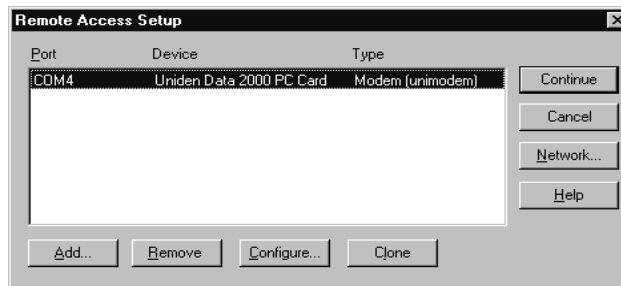 Remote Access Setup
Port Device Type
COM4 Uniden Data 2000 PC Card Modem (unimodem)
Continue
Cancel
Network...
Help
Add... Remove Configure... Clone